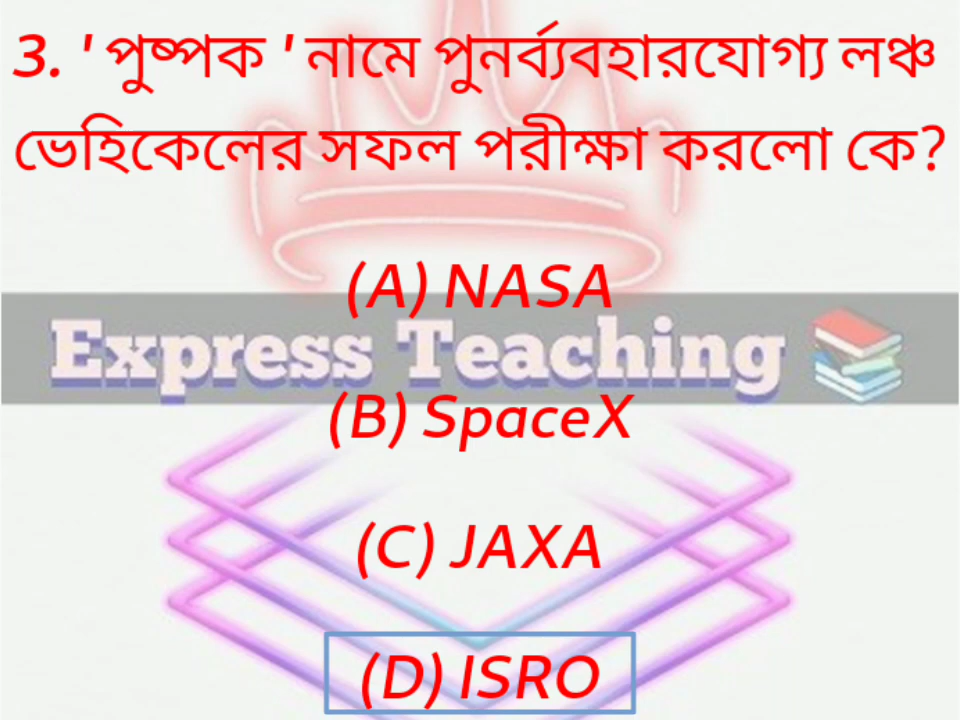 3. 'পুষ্পক ' নামে পুনর্ব্যবহারযোগ্য লঞ্চ
ভেহিকেলের সফল পরীক্ষা করলো কে?
(A) NASA
Express Teaching
(B) SpaceX
(C) JAXA
(D) ISRO